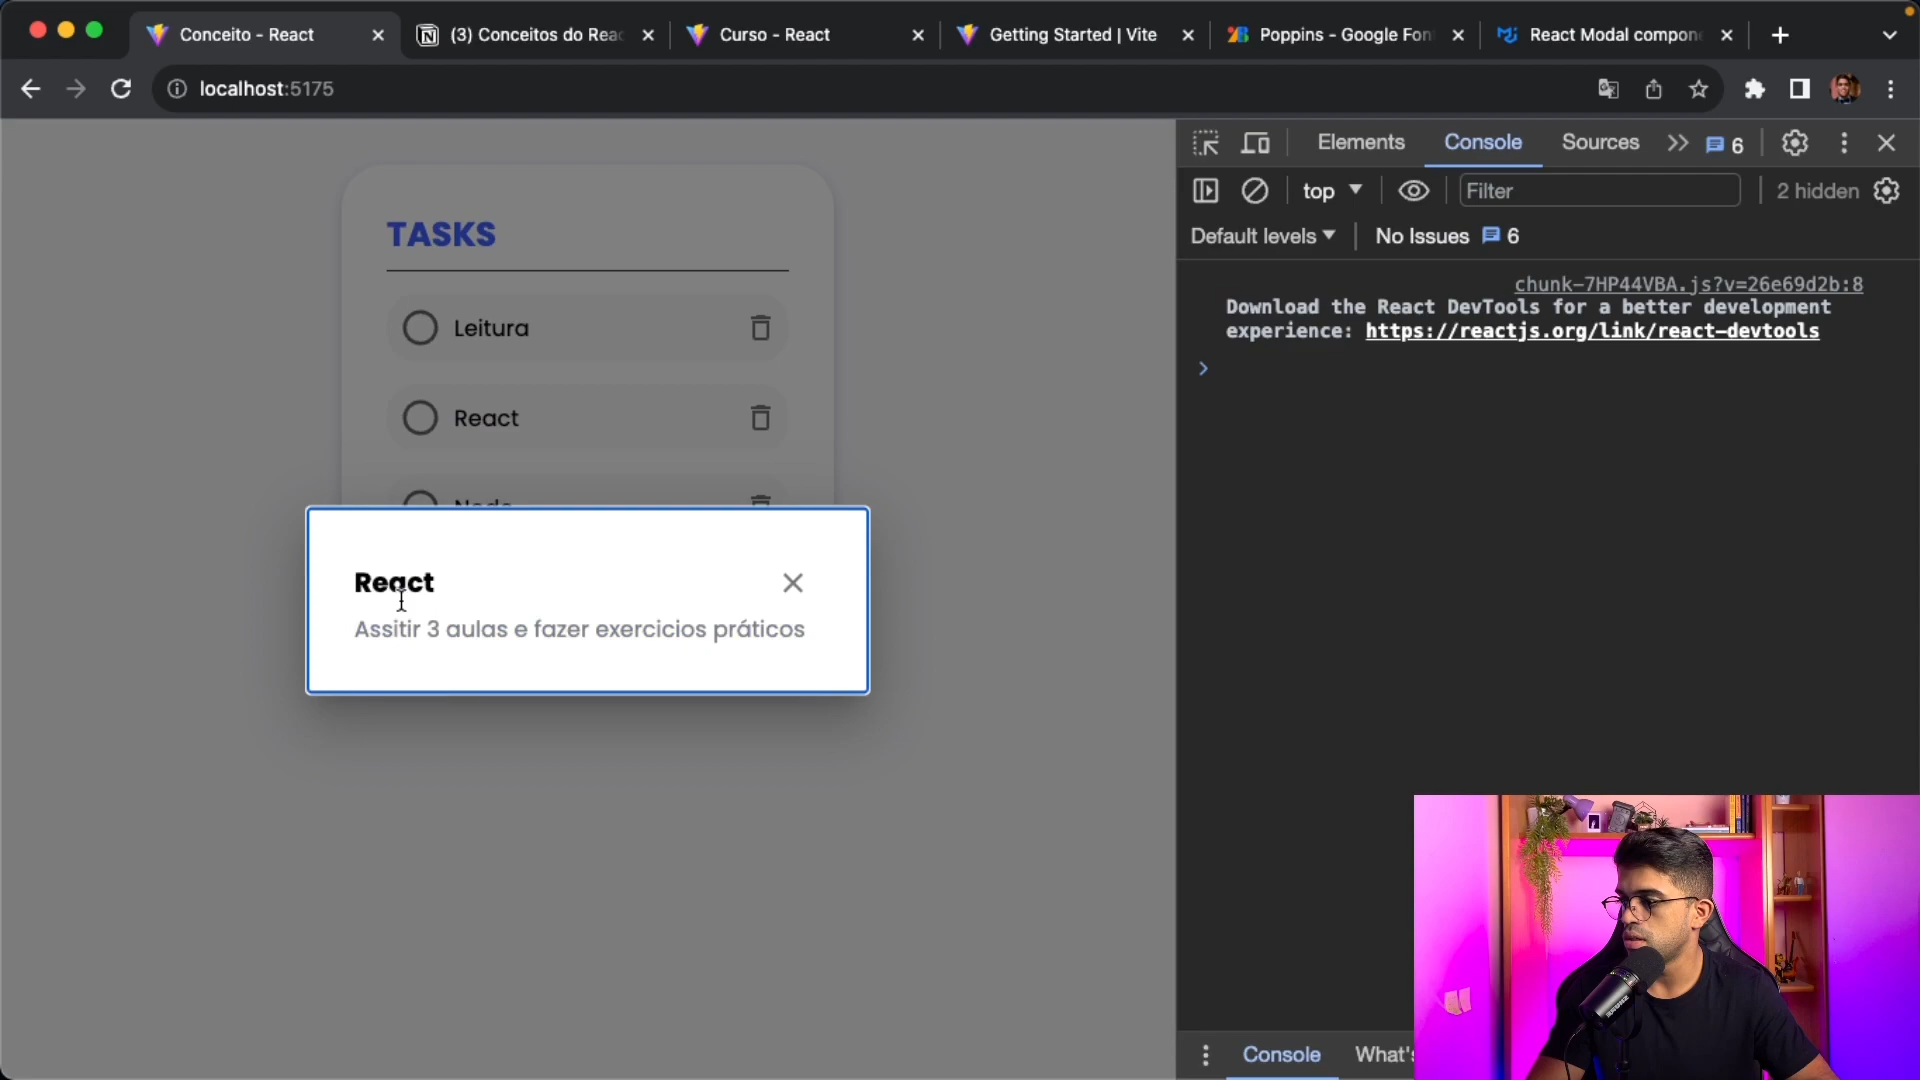 Conceito - React
(3) Conceitos do Reac
Curso - React
Getting Started | Vite
Poppins - Google Fon
React Modal compone
localhost:5175
TASKS
Leitura
React
Node
React
Assitir 3 aulas e fazer exercicios práticos
Elements
Console
Sources
6
top
Filter
2 hidden
Default levels
No Issues
6
chunk-7HP44VBA.js?v=26e69d2b:8
Download the React DevTools for a better development
experience: https://reactjs.org/link/react-devtools
Console
What's